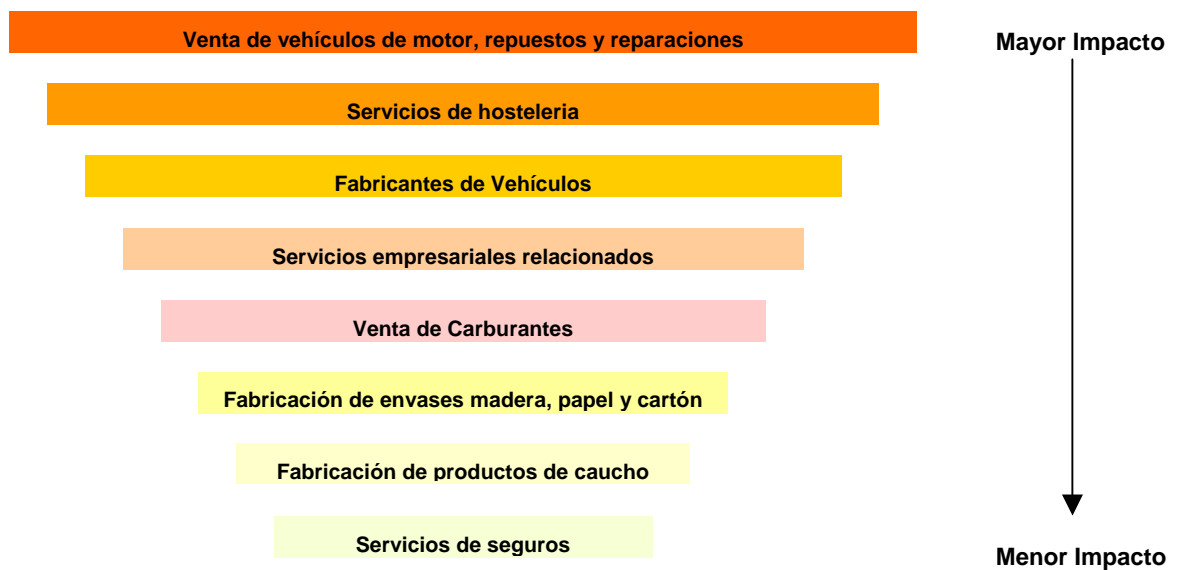 Venta de vehículos de motor, repuestos y reparaciones
Mayor Impacto
Servicios de hosteleria
Fabricantes de Vehículos
Servicios empresariales relacionados
Venta de Carburantes
Fabricación de envases madera, papel y cartón
Fabricación de productos de caucho
Servicios de seguros
Menor Impacto